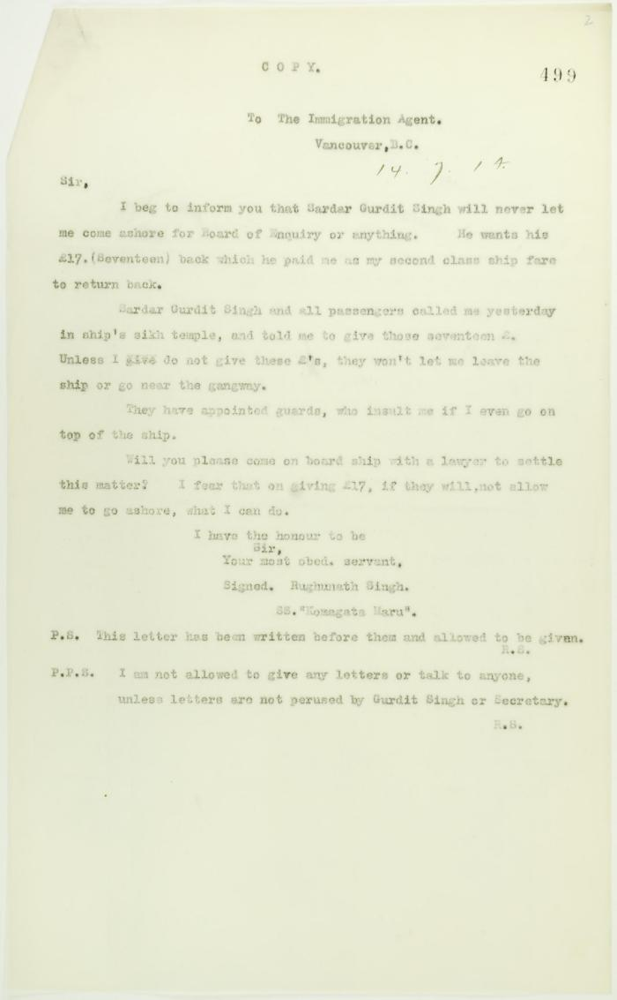 2
C O P Y.
499
To The Immigration Agent.
Vancouver, B.C.
14. 7. 14.
Sir,
I beg to inform you that Sardar Gurdit Singh will never let
me come ashore for Board of Enquiry or anything. He wants his
£17.(Seventeen) back which he paid me as my second class ship fare
to return back.
Sardar Gurdit Singh and all passengers called me yesterday
in ship's sikh temple, and told me to give those seventeen £.
Unless I give do not give these £'s, they won't let me leave the
ship or go near the gangway.
They have appointed guards, who insult me if I even go on
top of the ship.
Will you please come on board ship with a lawyer to settle
this matter? I fear that on giving £17, if they will,not allow
me to go ashore, what I can do.
I have the honour to be
Sir,
Your most obed. servant,
Signed. Rughunath Singh.
SS."Komagata Maru".
P.S. This letter has been written before them and allowed to be given.
R.S.
P.P.S. I am not allowed to give any letters or talk to anyone,
unless letters are not perused by Gurdit Singh or Secretary.
R.S.